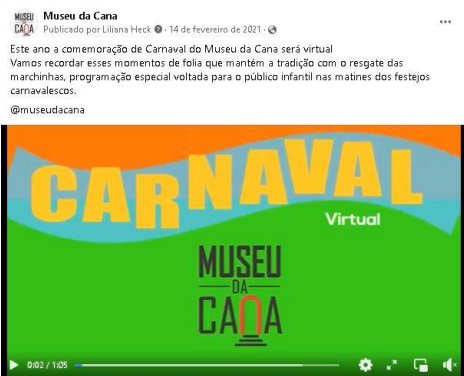 Museu da Cana
Publicado por Liliana Heck · 14 de fevereiro de 2021 ·
Este ano a comemoração de Carnaval do Museu da Cana será virtual
Vamos recordar esses momentos de folia que mantém a tradição com o resgate das
marchinhas, programação especial voltada para o público infantil nas matines dos festejos
carnavalescos.
@museudacana
CARNAVAL
Virtual
MUSEU
DA
CANA
0:02 / 1:05